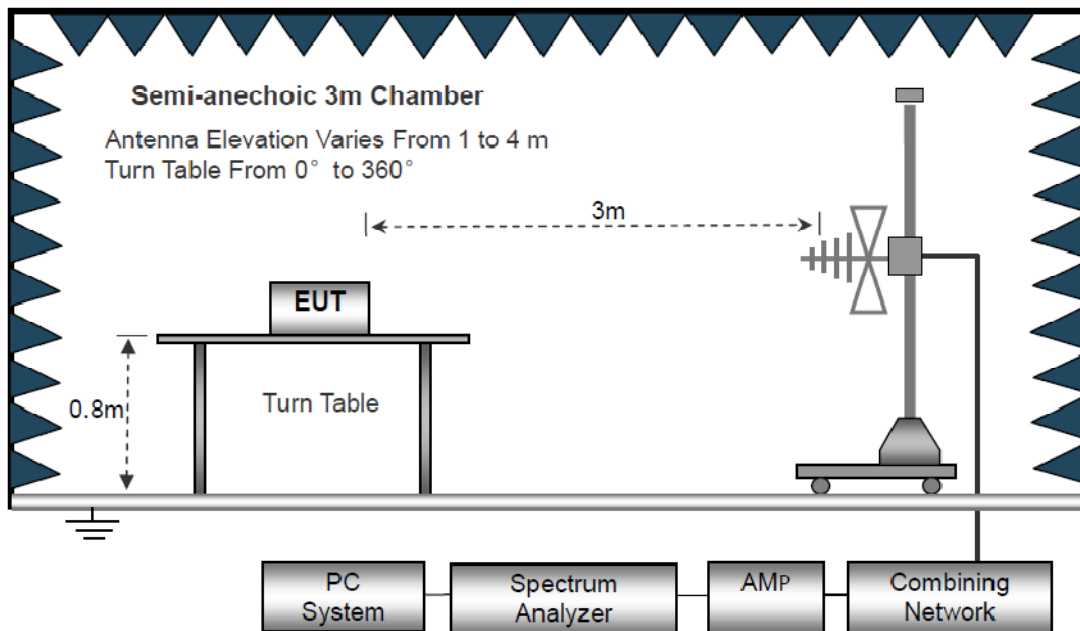 Semi-anechoic 3m Chamber
Antenna Elevation Varies From 1 to 4 m
Turn Table From 0° to 360°
3m
EUT
0.8m
Turn Table
PC
System
Spectrum
Analyzer
AMP
Combining
Network